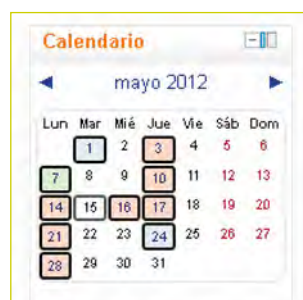 Calendario
mayo 2012
Lun Mar Mié Jue Vie Sáb Dom
1 2 3 4 5 6
7 8 9 10 11 12 13
14 15 16 17 18 19 20
21 22 23 24 25 26 27
28 29 30 31